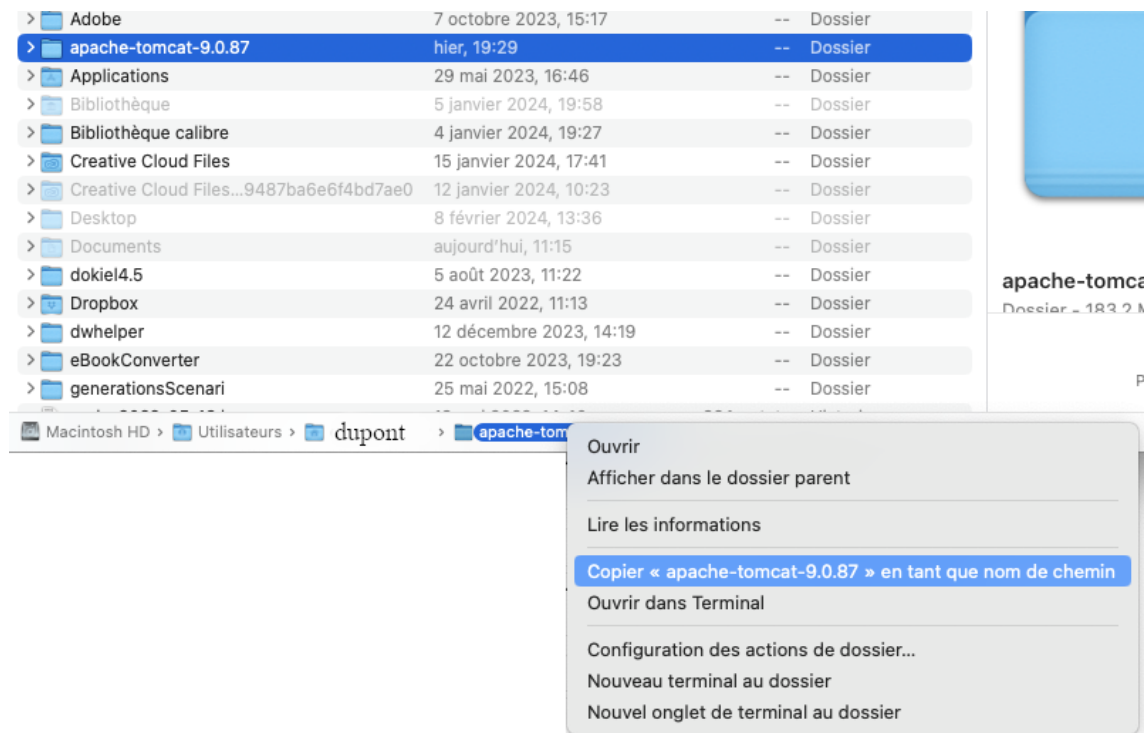 Adobe 7 octobre 2023, 15:17 -- Dossier
apache-tomcat-9.0.87 hier, 19:29 -- Dossier
Applications 29 mai 2023, 16:46 -- Dossier
Bibliothèque 5 janvier 2024, 19:58 -- Dossier
Bibliothèque calibre 4 janvier 2024, 19:27 -- Dossier
Creative Cloud Files 15 janvier 2024, 17:41 -- Dossier
Creative Cloud Files...9487ba6e6f4bd7ae0 12 janvier 2024, 10:23 -- Dossier
Desktop 8 février 2024, 13:36 -- Dossier
Documents aujourd'hui, 11:15 -- Dossier
dokiel4.5 5 août 2023, 11:22 -- Dossier
Dropbox 24 avril 2022, 11:13 -- Dossier
dwhelper 12 décembre 2023, 14:19 -- Dossier
eBookConverter 22 octobre 2023, 19:23 -- Dossier
generationsScenari 25 mai 2022, 15:08 -- Dossier
apache-tomca
Dossier - 183,2 M
P
Macintosh HD > Utilisateurs > dupont > apache-tom
Ouvrir
Afficher dans le dossier parent
Lire les informations
Copier « apache-tomcat-9.0.87 » en tant que nom de chemin
Ouvrir dans Terminal
Configuration des actions de dossier...
Nouveau terminal au dossier
Nouvel onglet de terminal au dossier